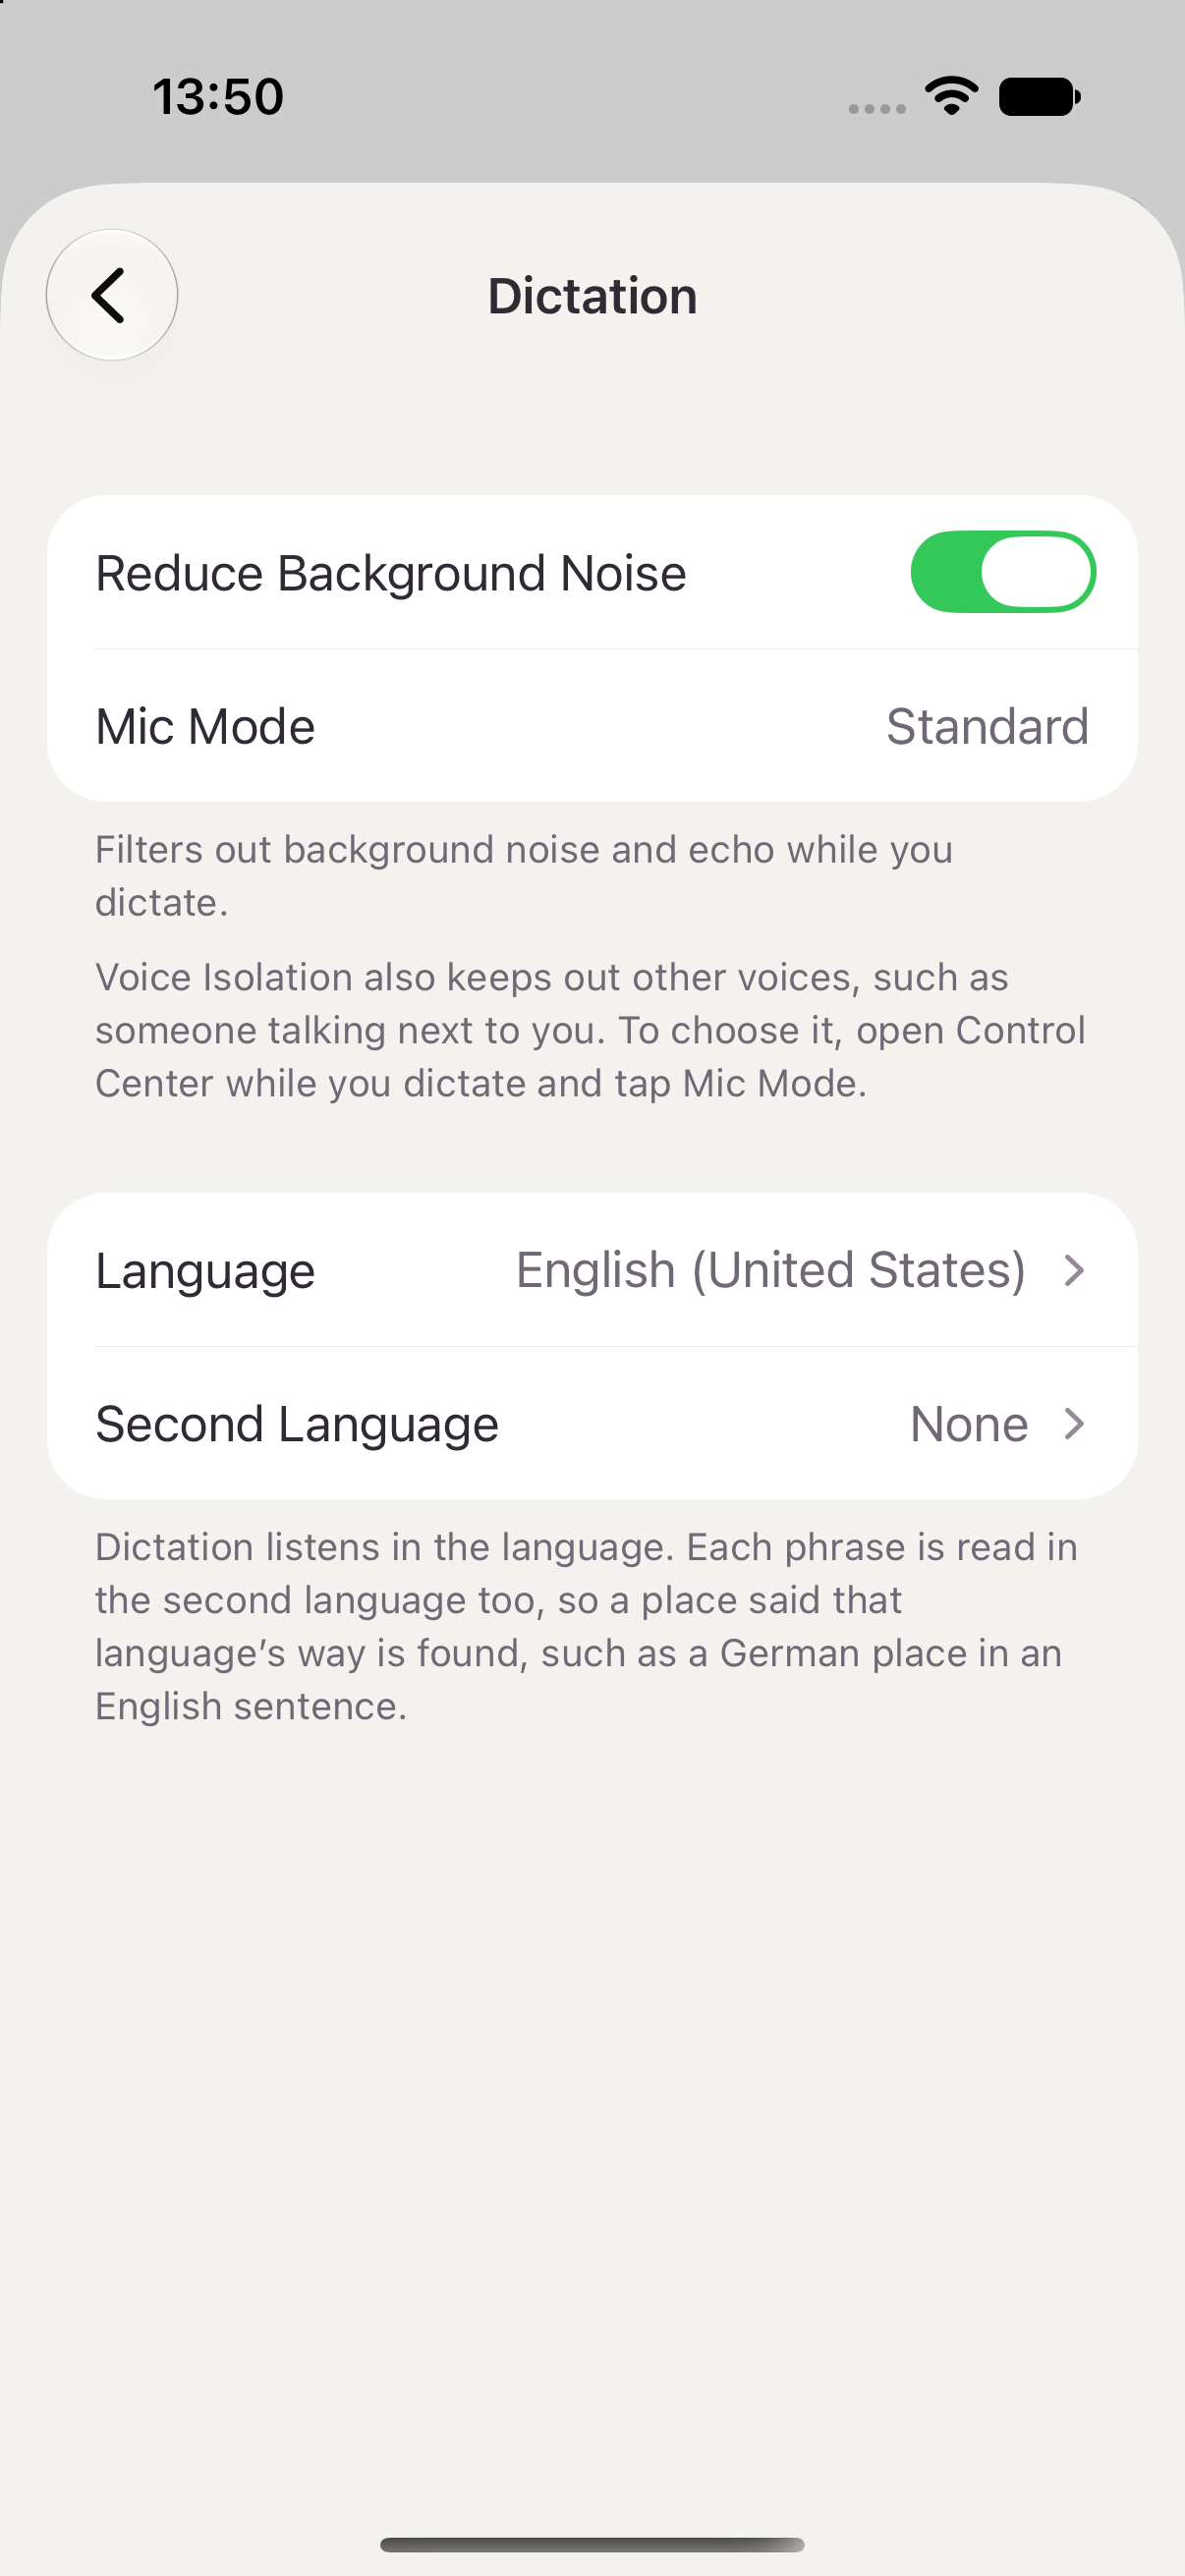 13:50
Dictation
Reduce Background Noise
Mic Mode Standard
Filters out background noise and echo while you
dictate.
Voice Isolation also keeps out other voices, such as
someone talking next to you. To choose it, open Control
Center while you dictate and tap Mic Mode.
Language English (United States)
Second Language None
Dictation listens in the language. Each phrase is read in
the second language too, so a place said that
language’s way is found, such as a German place in an
English sentence.